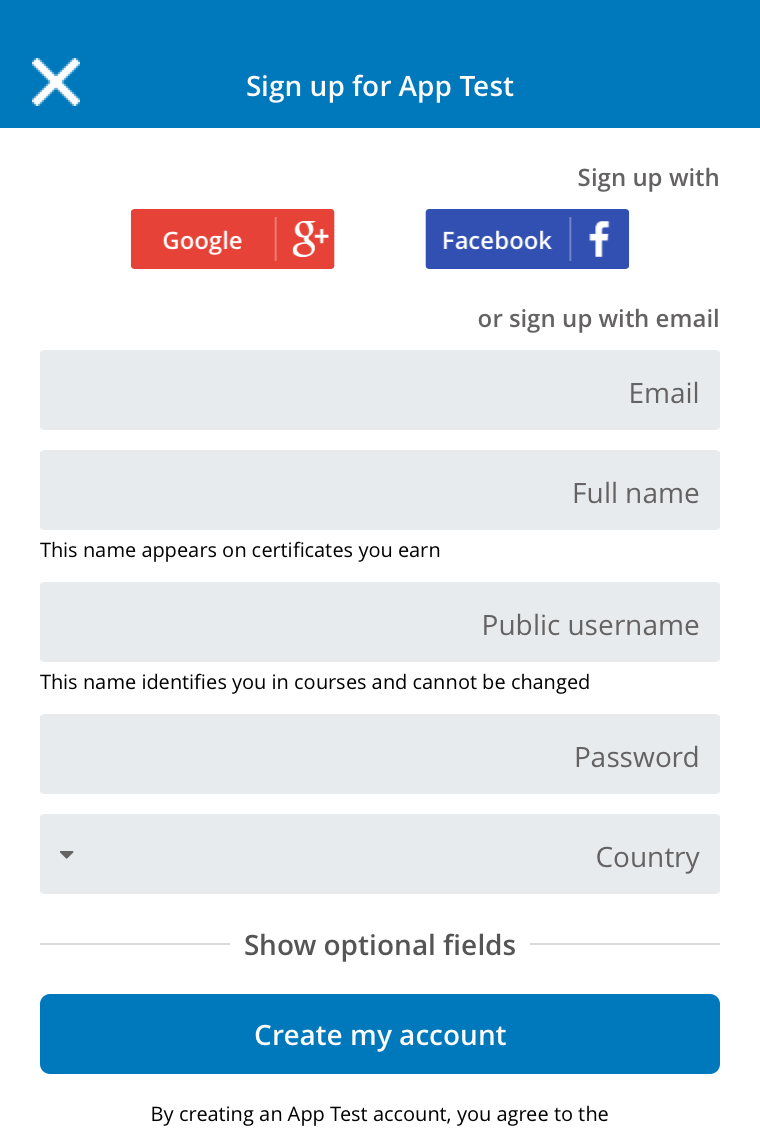 Sign up for App Test
Sign up with
Google g+
Facebook f
or sign up with email
Email
Full name
This name appears on certificates you earn
Public username
This name identifies you in courses and cannot be changed
Password
Country
Show optional fields
Create my account
By creating an App Test account, you agree to the